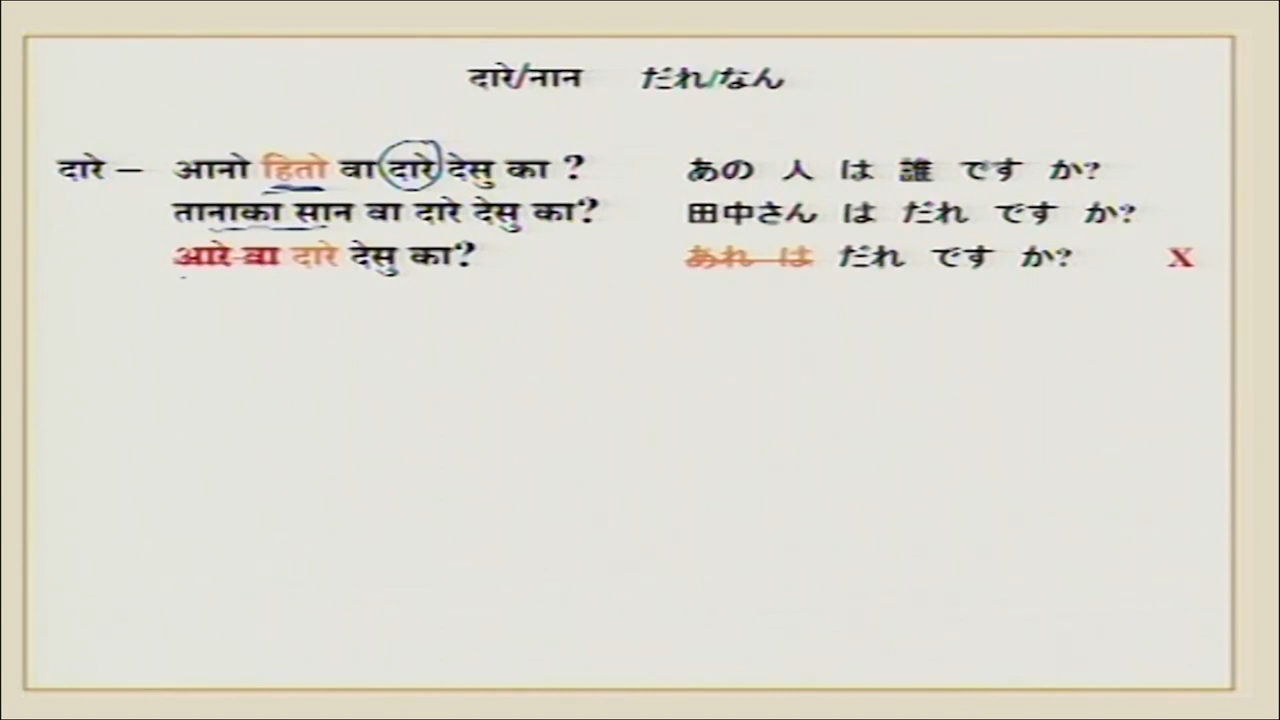 दारे/नान だれ/なん
दारे – आनो हितो वा दारे देसु का ? あの 人 は 誰 です か?
तानाका सान वा दारे देसु का? 田中さん は だれ です か?
आरे वा दारे देसु का? あれ は だれ です か? X